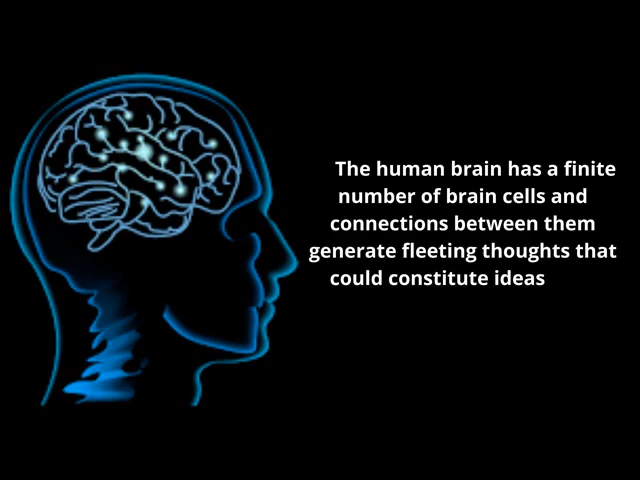 The human brain has a finite
number of brain cells and
connections between them
generate fleeting thoughts that
could constitute ideas